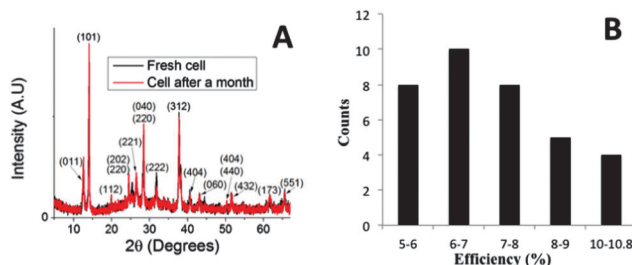 A
(101)
Fresh cell
Cell after a month
(040)
(220)
(312)
(221)
(202)
(220)
(011)
(112)
(222)
(404)
(404)
(440)
(060)
(432)
(173)
(551)
Intensity (A.U)
0
10 20 30 40 50 60
2θ (Degrees)
B
12
10
8
6
4
2
0
Counts
5-6 6-7 7-8 8-9 10-10.8
Efficiency (%)